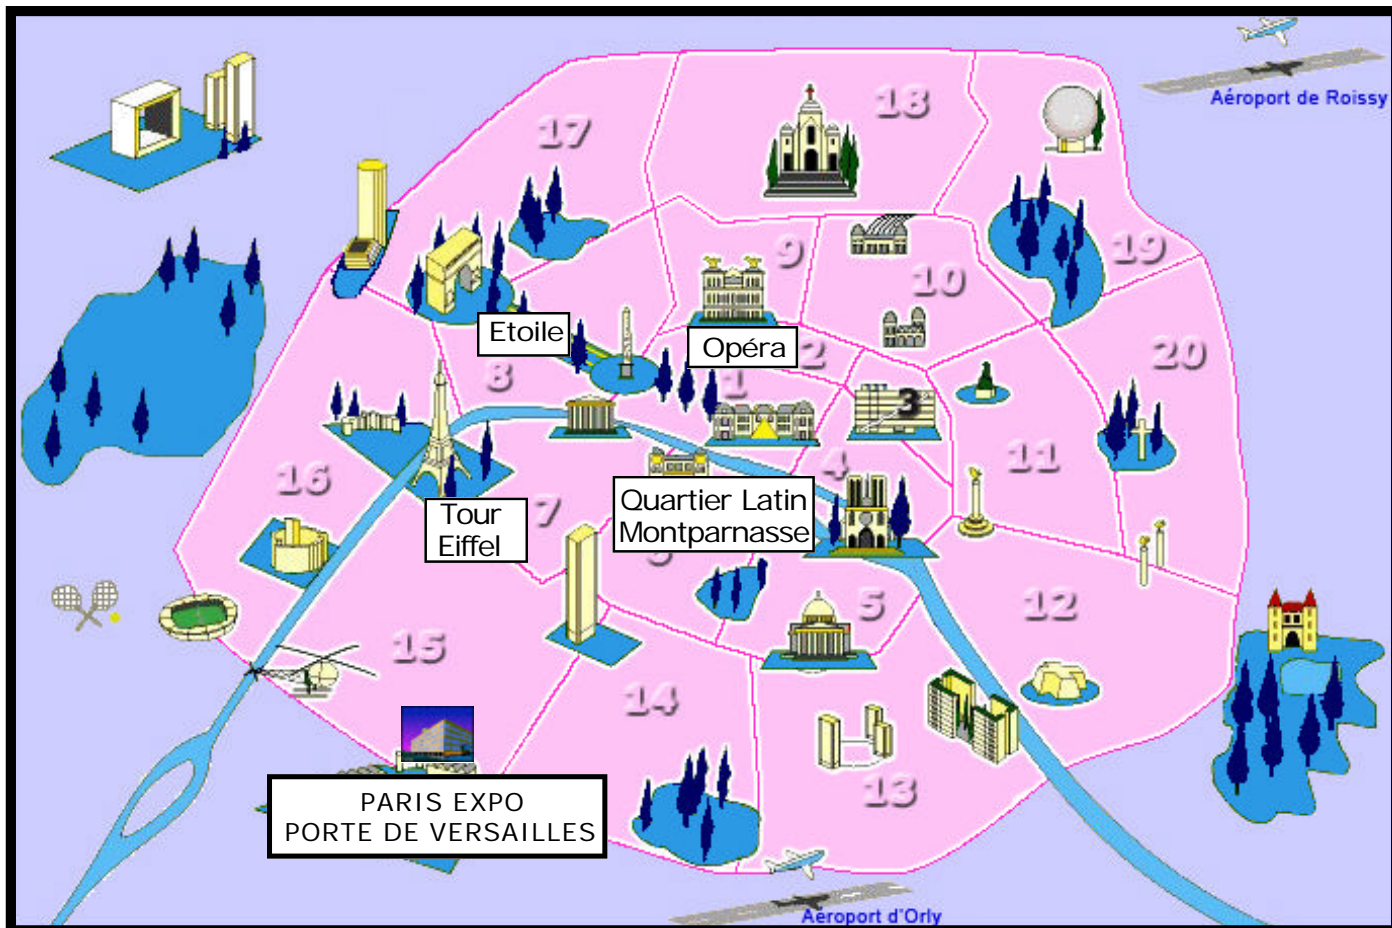 Aéroport de Roissy
17
18
19
9
10
Etoile
Opéra
8
1
2
3
20
16
4
11
7
Tour
Eiffel
Quartier Latin
Montparnasse
6
5
12
15
14
13
PARIS EXPO
PORTE DE VERSAILLES
Aéroport d'Orly